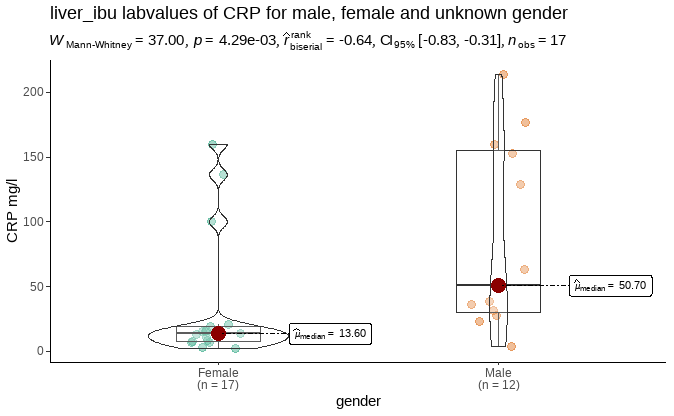 liver_ibu labvalues of CRP for male, female and unknown gender
W Mann-Whitney = 37.00, p = 4.29e-03, r̂ rank biserial = -0.64, CI95% [-0.83, -0.31], n obs = 17
CRP mg/l
200
150
100
50
0
μ̂ median = 50.70
μ̂ median = 13.60
Female
(n = 17)
Male
(n = 12)
gender